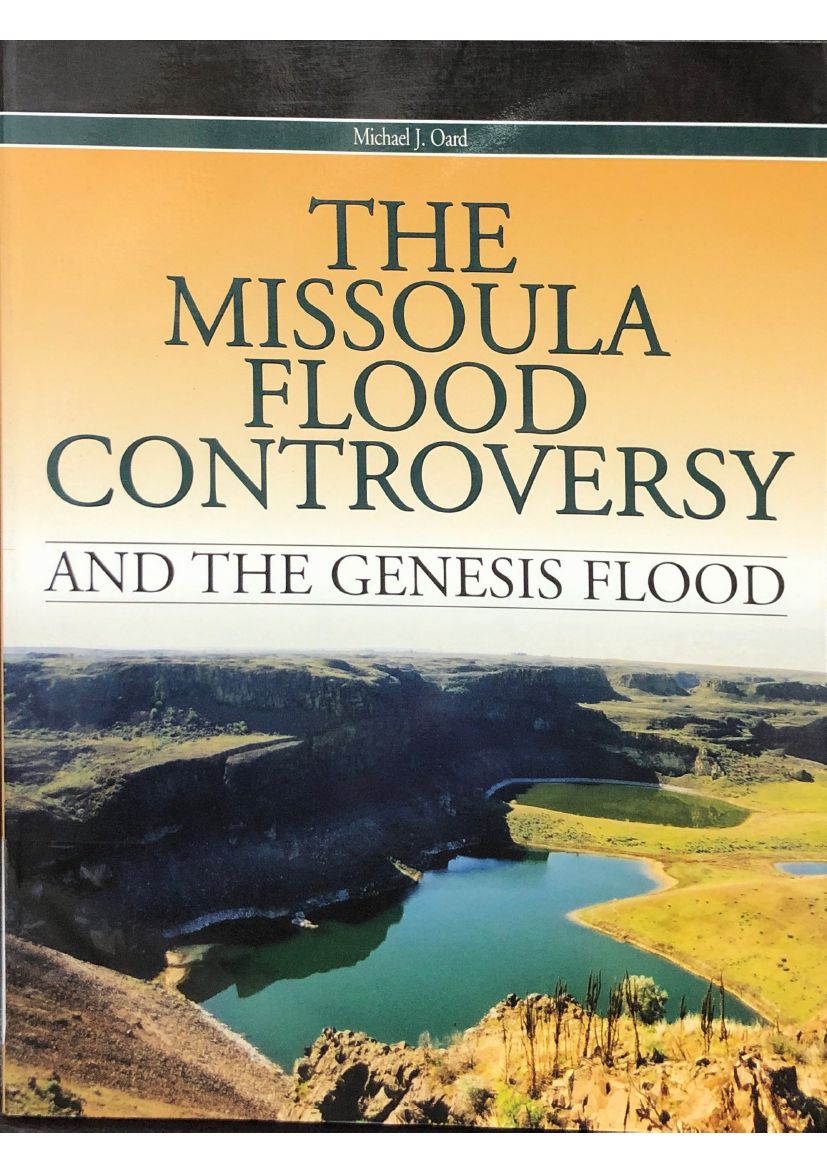 Michael J. Oard
THE
MISSOULA
FLOOD
CONTROVERSY
AND THE GENESIS FLOOD